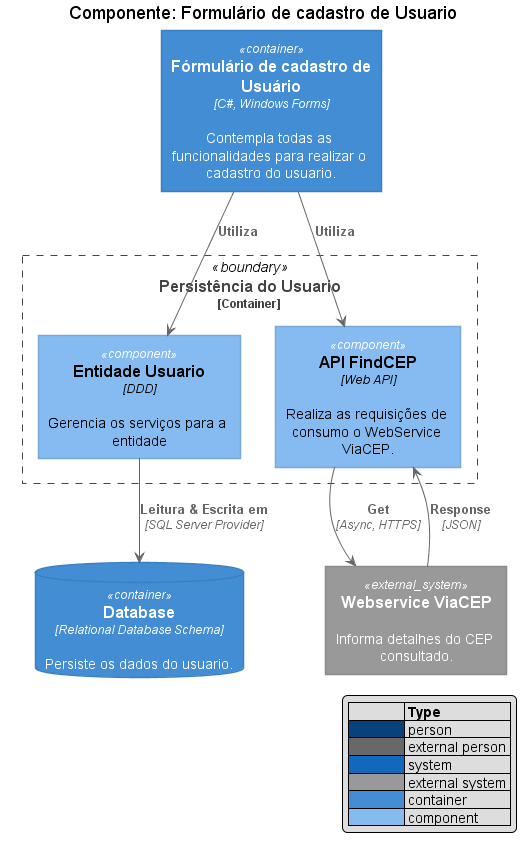 Componente: Formulário de cadastro de Usuario
«container»
Fórmulário de cadastro de
Usuário
[C#, Windows Forms]
Contempla todas as
funcionalidades para realizar o
cadastro do usuario.
Utiliza
Utiliza
«boundary»
Persistência do Usuario
[Container]
«component»
Entidade Usuario
[DDD]
Gerencia os serviços para a
entidade
«component»
API FindCEP
[Web API]
Realiza as requisições de
consumo o WebService
ViaCEP.
Leitura & Escrita em
[SQL Server Provider]
Get
[Async, HTTPS]
Response
[JSON]
«container»
Database
[Relational Database Schema]
Persiste os dados do usuario.
«external_system»
Webservice ViaCEP
Informa detalhes do CEP
consultado.
Type
person
external person
system
external system
container
component